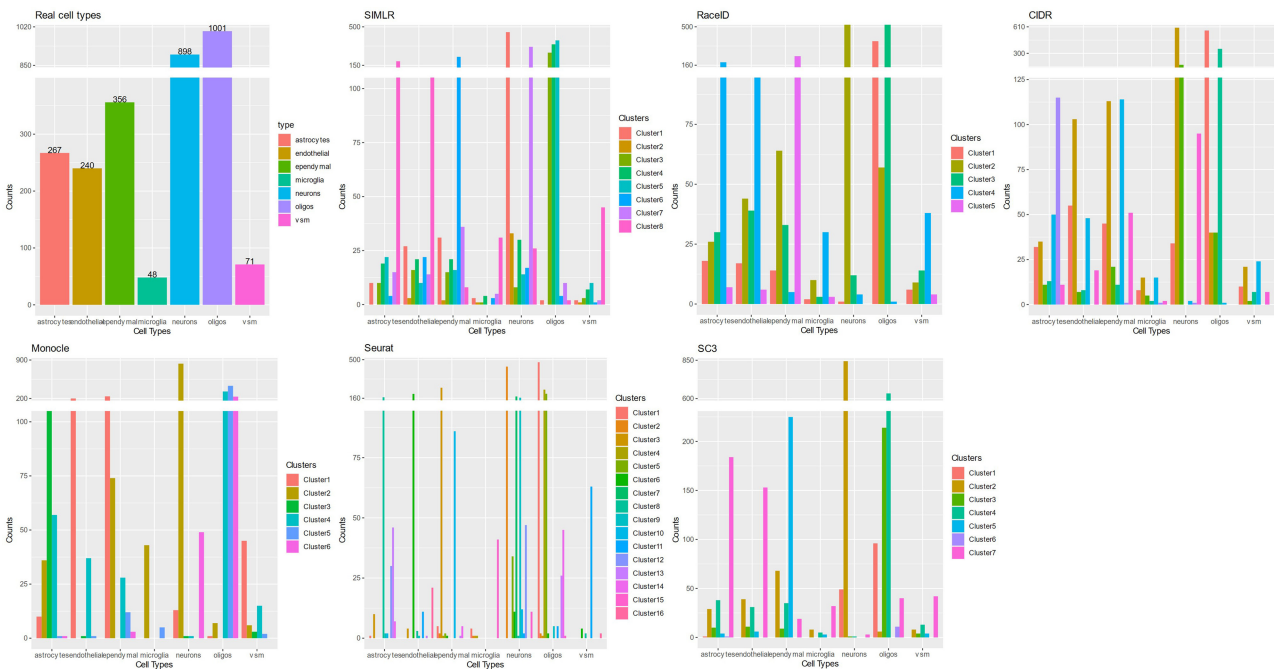 Real cell types
1020
850
300
200
100
0
267
240
356
48
898
1001
71
astrocytes
endothelial
ependymal
microglia
neurons
oligos
vsm
Cell Types
Counts
type
astrocytes
endothelial
ependymal
microglia
neurons
oligos
vsm
SIMLR
500
150
100
75
50
25
0
astrocytes
endothelial
ependymal
microglia
neurons
oligos
vsm
Cell Types
Counts
Clusters
Cluster1
Cluster2
Cluster3
Cluster4
Cluster5
Cluster6
Cluster7
Cluster8
RaceID
500
150
75
50
25
0
astrocytes
endothelial
ependymal
microglia
neurons
oligos
vsm
Cell Types
Counts
Clusters
Cluster1
Cluster2
Cluster3
Cluster4
Cluster5
CIDR
610
300
125
100
75
50
25
0
astrocytes
endothelial
ependymal
microglia
neurons
oligos
vsm
Cell Types
Counts
Clusters
Cluster1
Cluster2
Cluster3
Cluster4
Cluster5
Cluster6
Cluster7
Monocle
900
200
100
75
50
25
0
astrocytes
endothelial
ependymal
microglia
neurons
oligos
vsm
Cell Types
Counts
Clusters
Cluster1
Cluster2
Cluster3
Cluster4
Cluster5
Cluster6
Seurat
500
160
75
50
25
0
astrocytes
endothelial
ependymal
microglia
neurons
oligos
vsm
Cell Types
Counts
Clusters
Cluster1
Cluster2
Cluster3
Cluster4
Cluster5
Cluster6
Cluster7
Cluster8
Cluster9
Cluster10
Cluster11
Cluster12
Cluster13
Cluster14
Cluster15
Cluster16
SC3
850
600
200
150
100
50
0
astrocytes
endothelial
ependymal
microglia
neurons
oligos
vsm
Cell Types
Counts
Clusters
Cluster1
Cluster2
Cluster3
Cluster4
Cluster5
Cluster6
Cluster7